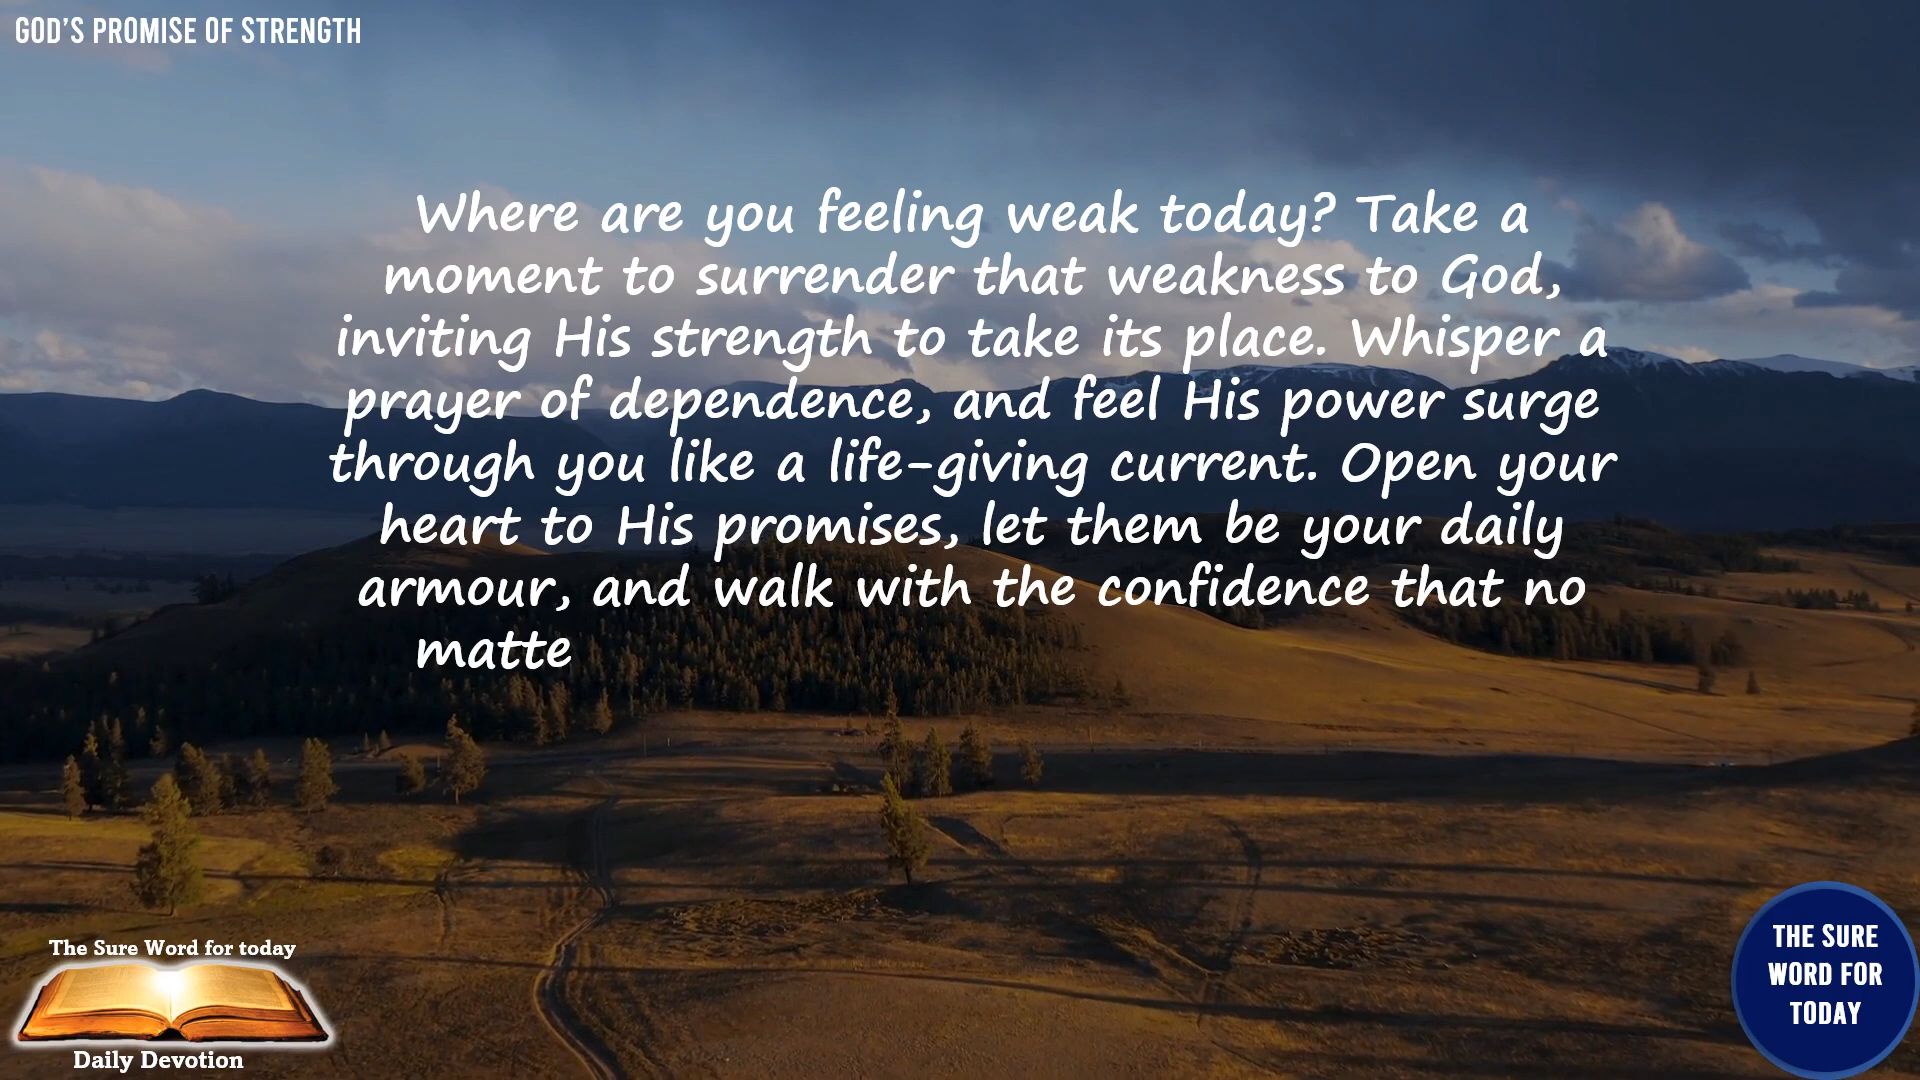 GOD'S PROMISE OF STRENGTH
Where are you feeling weak today? Take a
moment to surrender that weakness to God,
inviting His strength to take its place. Whisper a
prayer of dependence, and feel His power surge
through you like a life-giving current. Open your
heart to His promises, let them be your daily
armour, and walk with the confidence that no
matte
The Sure Word for today
Daily Devotion
THE SURE
WORD FOR
TODAY